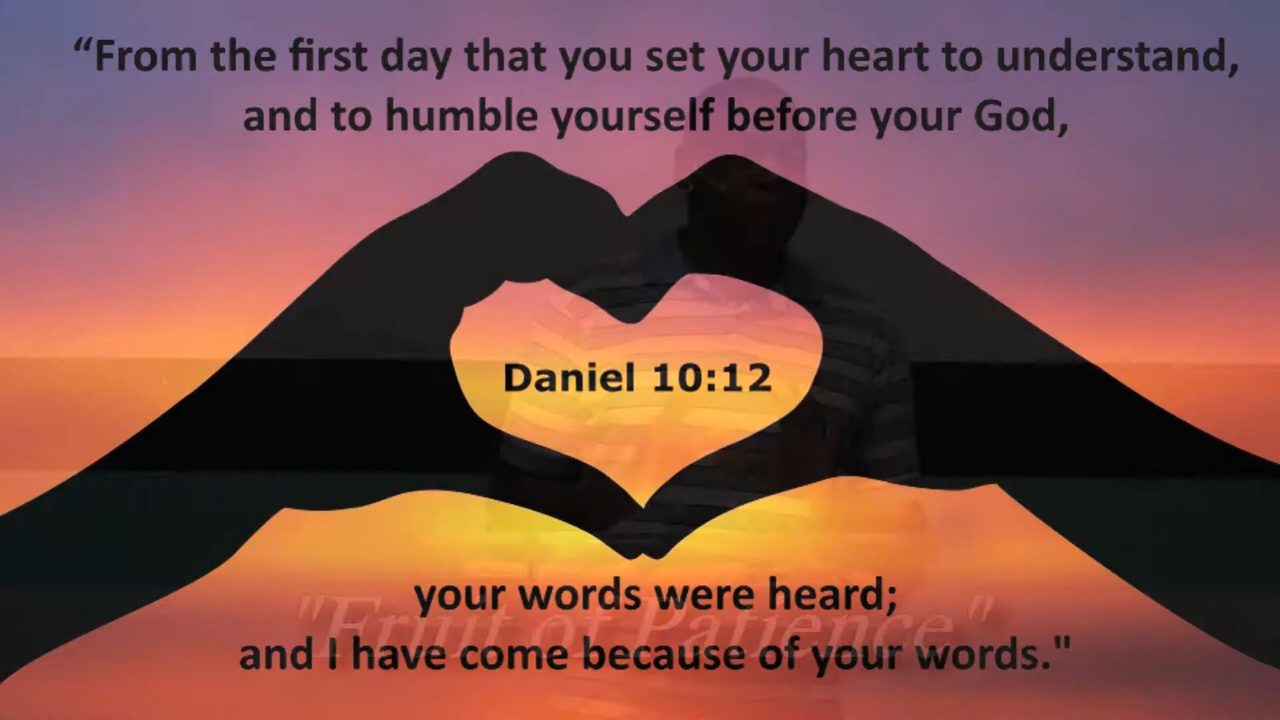 “From the first day that you set your heart to understand,
and to humble yourself before your God,
Daniel 10:12
your words were heard;
"Fruit of Patience"
and I have come because of your words."